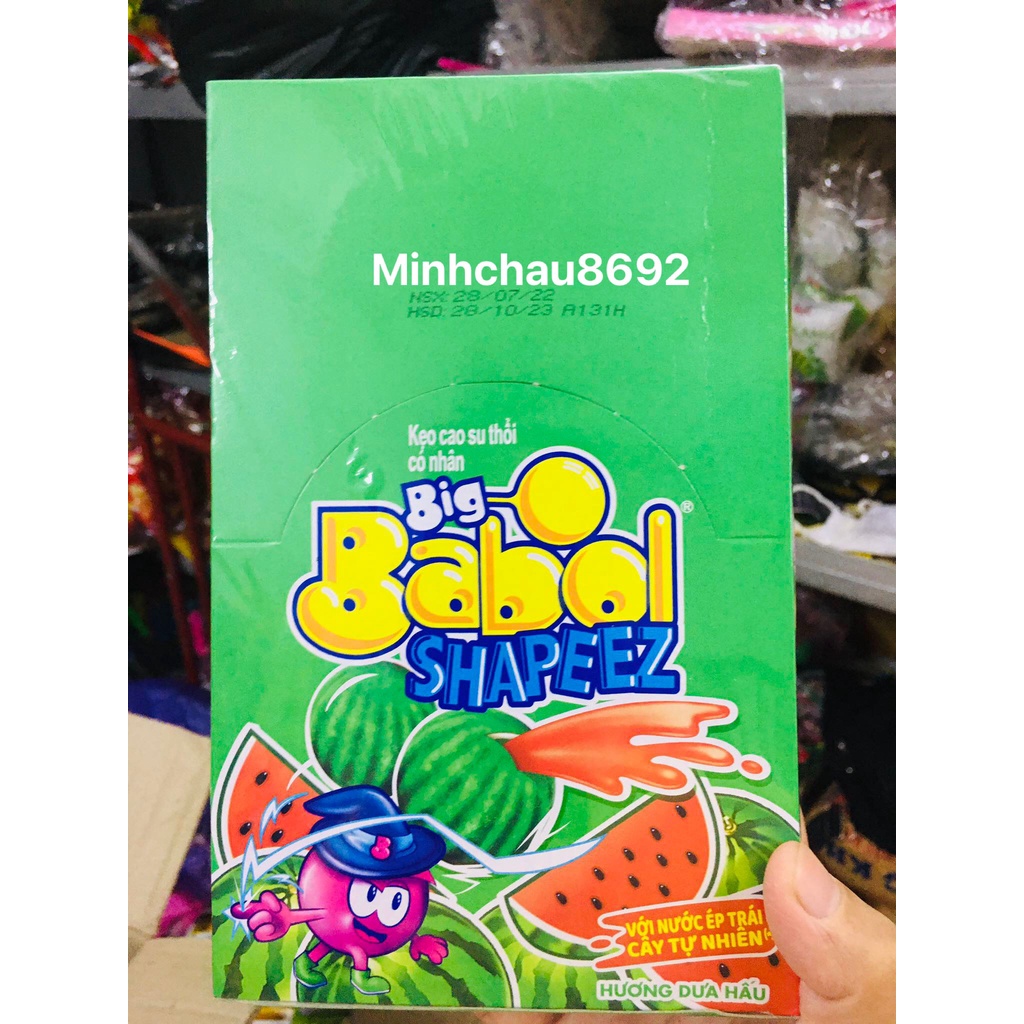 Minhchau8692
NSX: 28/07/22
HSD: 28/10/23 A131H
Kẹo cao su thổi
có nhân
Big
Babol®
SHAPEEZ
VỚI NƯỚC ÉP TRÁI
CÂY TỰ NHIÊN
HƯƠNG DƯA HẤU